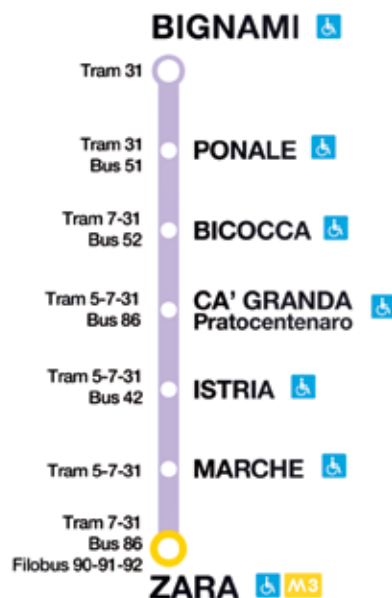 BIGNAMI
Tram 31
Tram 31
Bus 51
PONALE
Tram 7-31
Bus 52
BICOCCA
Tram 5-7-31
Bus 86
CA' GRANDA
Pratocentenaro
Tram 5-7-31
Bus 42
ISTRIA
Tram 5-7-31
MARCHE
Tram 7-31
Bus 86
Filobus 90-91-92
ZARA M3